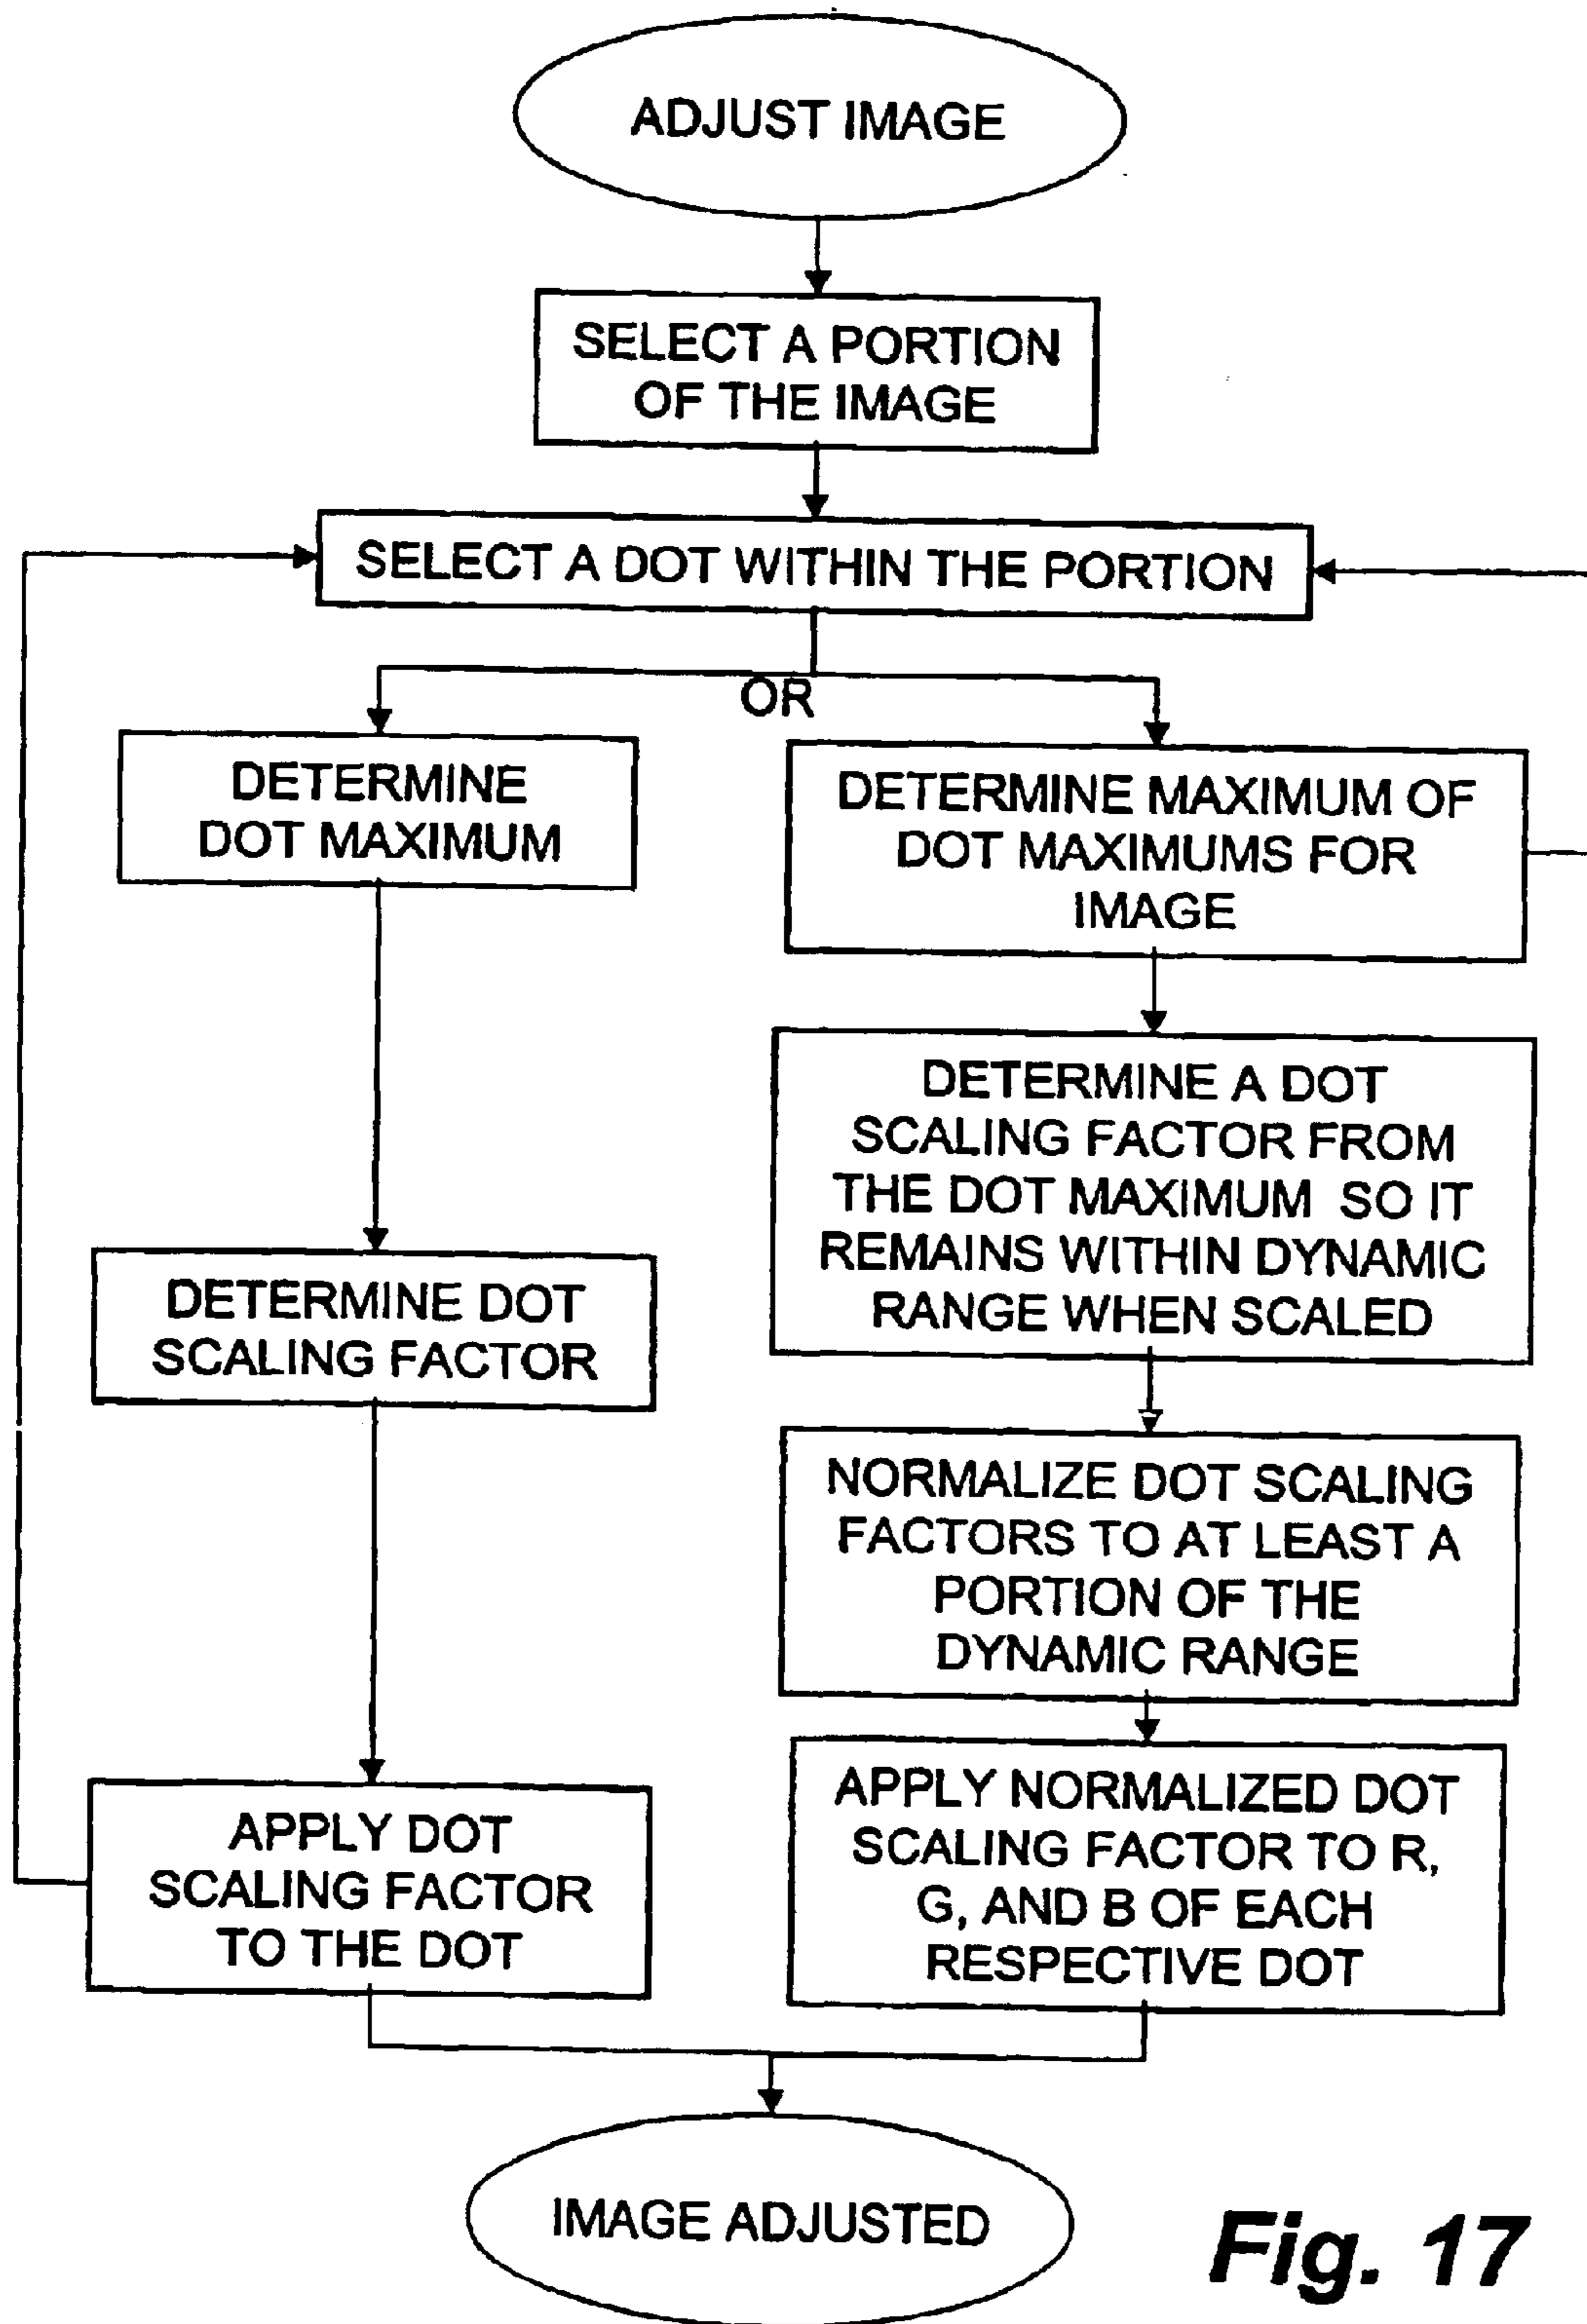 ADJUST IMAGE
SELECT A PORTION
OF THE IMAGE
SELECT A DOT WITHIN THE PORTION
OR
DETERMINE
DOT MAXIMUM
DETERMINE MAXIMUM OF
DOT MAXIMUMS FOR
IMAGE
DETERMINE A DOT
SCALING FACTOR FROM
THE DOT MAXIMUM SO IT
REMAINS WITHIN DYNAMIC
RANGE WHEN SCALED
DETERMINE DOT
SCALING FACTOR
NORMALIZE DOT SCALING
FACTORS TO AT LEAST A
PORTION OF THE
DYNAMIC RANGE
APPLY DOT
SCALING FACTOR
TO THE DOT
APPLY NORMALIZED DOT
SCALING FACTOR TO R,
G, AND B OF EACH
RESPECTIVE DOT
IMAGE ADJUSTED
Fig. 17